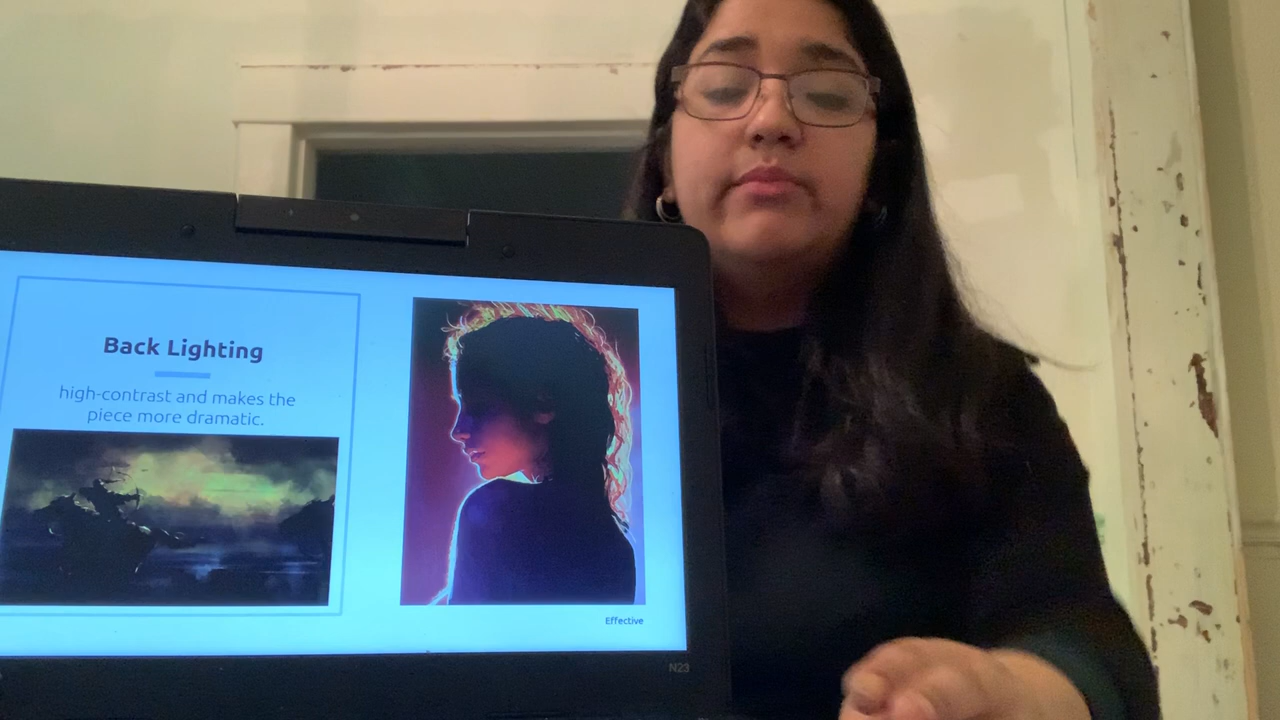 Back Lighting
high-contrast and makes the
piece more dramatic.
Effective
N23